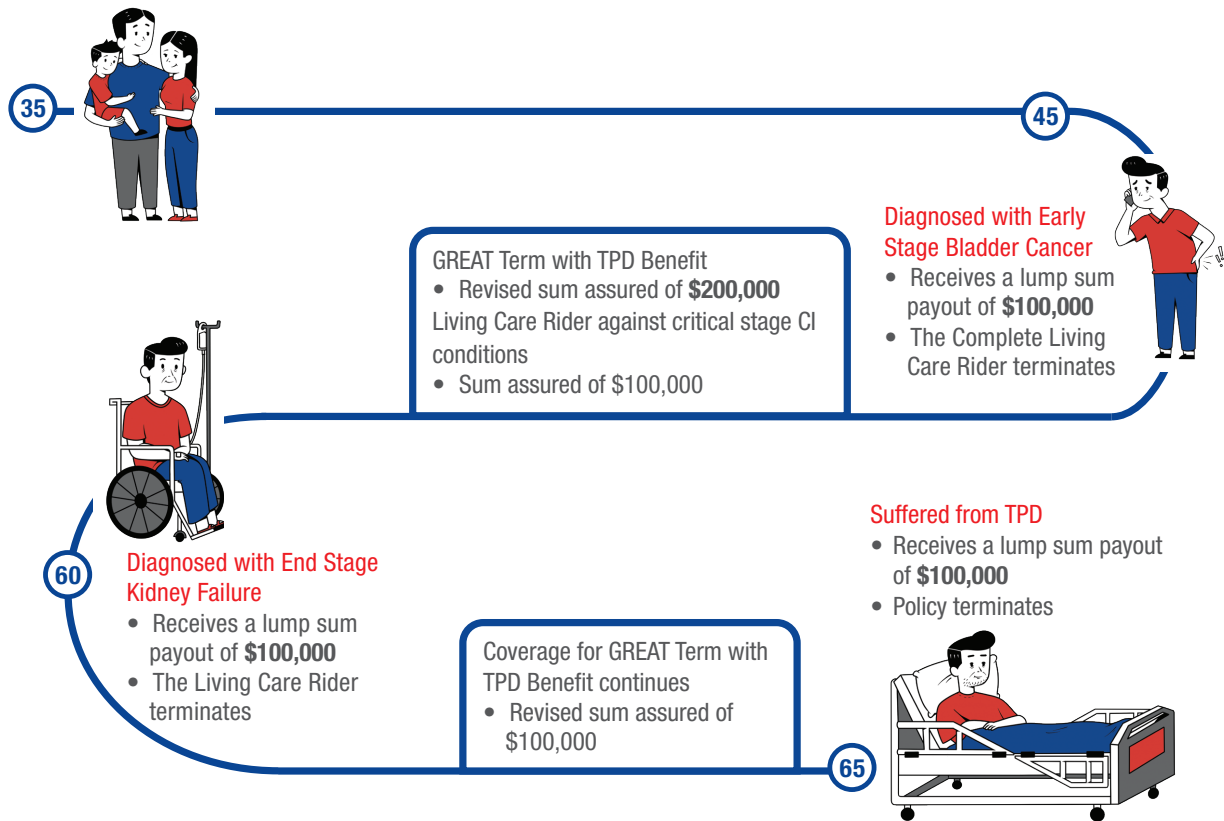 35
45
Diagnosed with Early
Stage Bladder Cancer
• Receives a lump sum
payout of $100,000
• The Complete Living
Care Rider terminates
GREAT Term with TPD Benefit
• Revised sum assured of $200,000
Living Care Rider against critical stage CI
conditions
• Sum assured of $100,000
60
Diagnosed with End Stage
Kidney Failure
• Receives a lump sum
payout of $100,000
• The Living Care Rider
terminates
Coverage for GREAT Term with
TPD Benefit continues
• Revised sum assured of
$100,000
65
Suffered from TPD
• Receives a lump sum payout
of $100,000
• Policy terminates